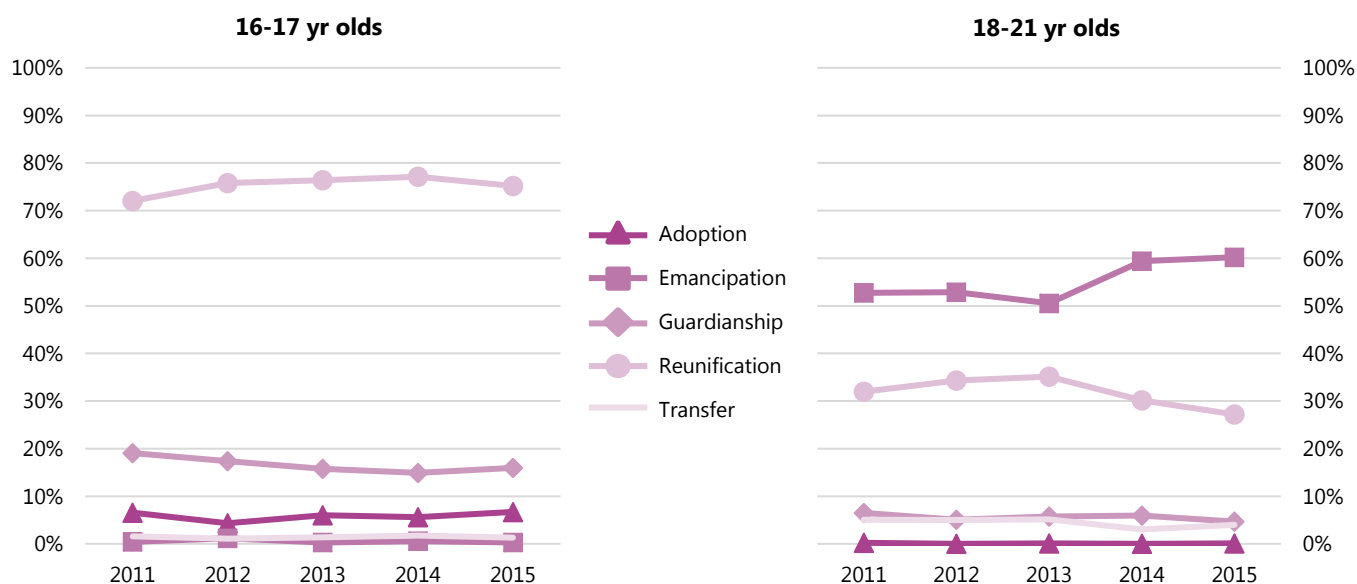 16-17 yr olds
100%
90%
80%
70%
60%
50%
40%
30%
20%
10%
0%
2011 2012 2013 2014 2015
Adoption
Emancipation
Guardianship
Reunification
Transfer
18-21 yr olds
100%
90%
80%
70%
60%
50%
40%
30%
20%
10%
0%
2011 2012 2013 2014 2015